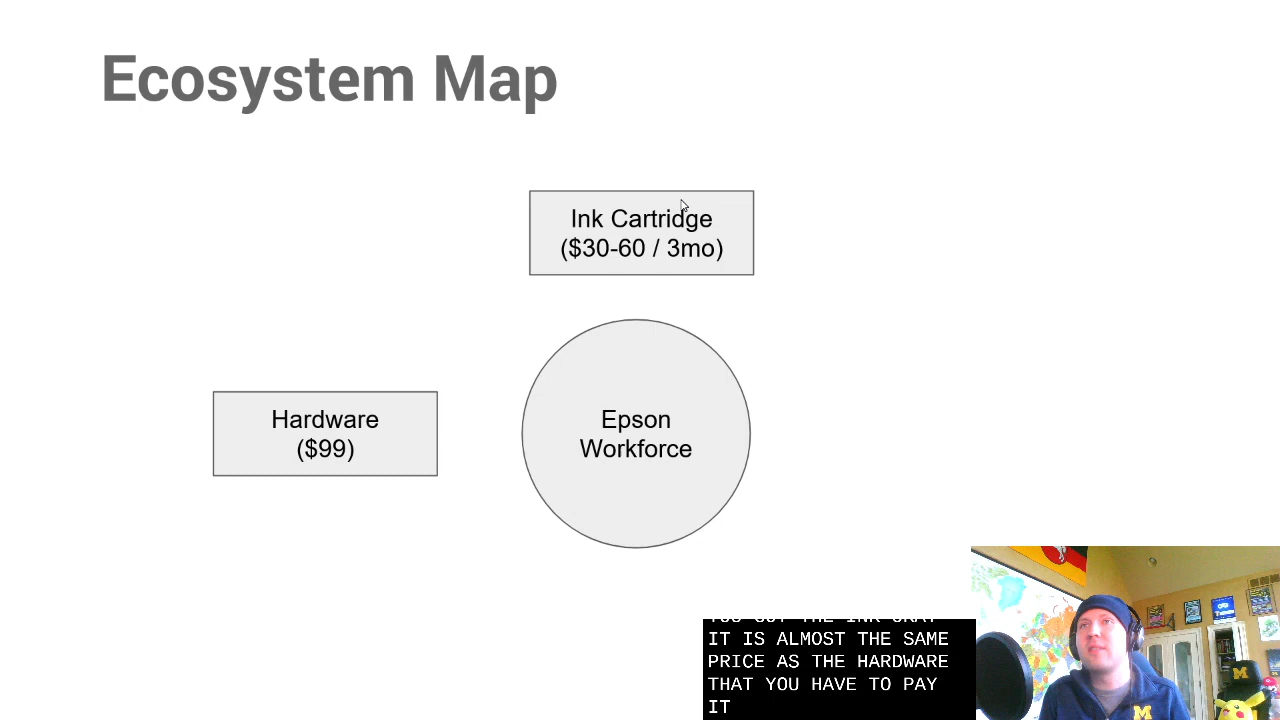 Ecosystem Map
Ink Cartridge
($30-60 / 3mo)
Hardware
($99)
Epson
Workforce
IT IS ALMOST THE SAME
PRICE AS THE HARDWARE
THAT YOU HAVE TO PAY
IT
M
M